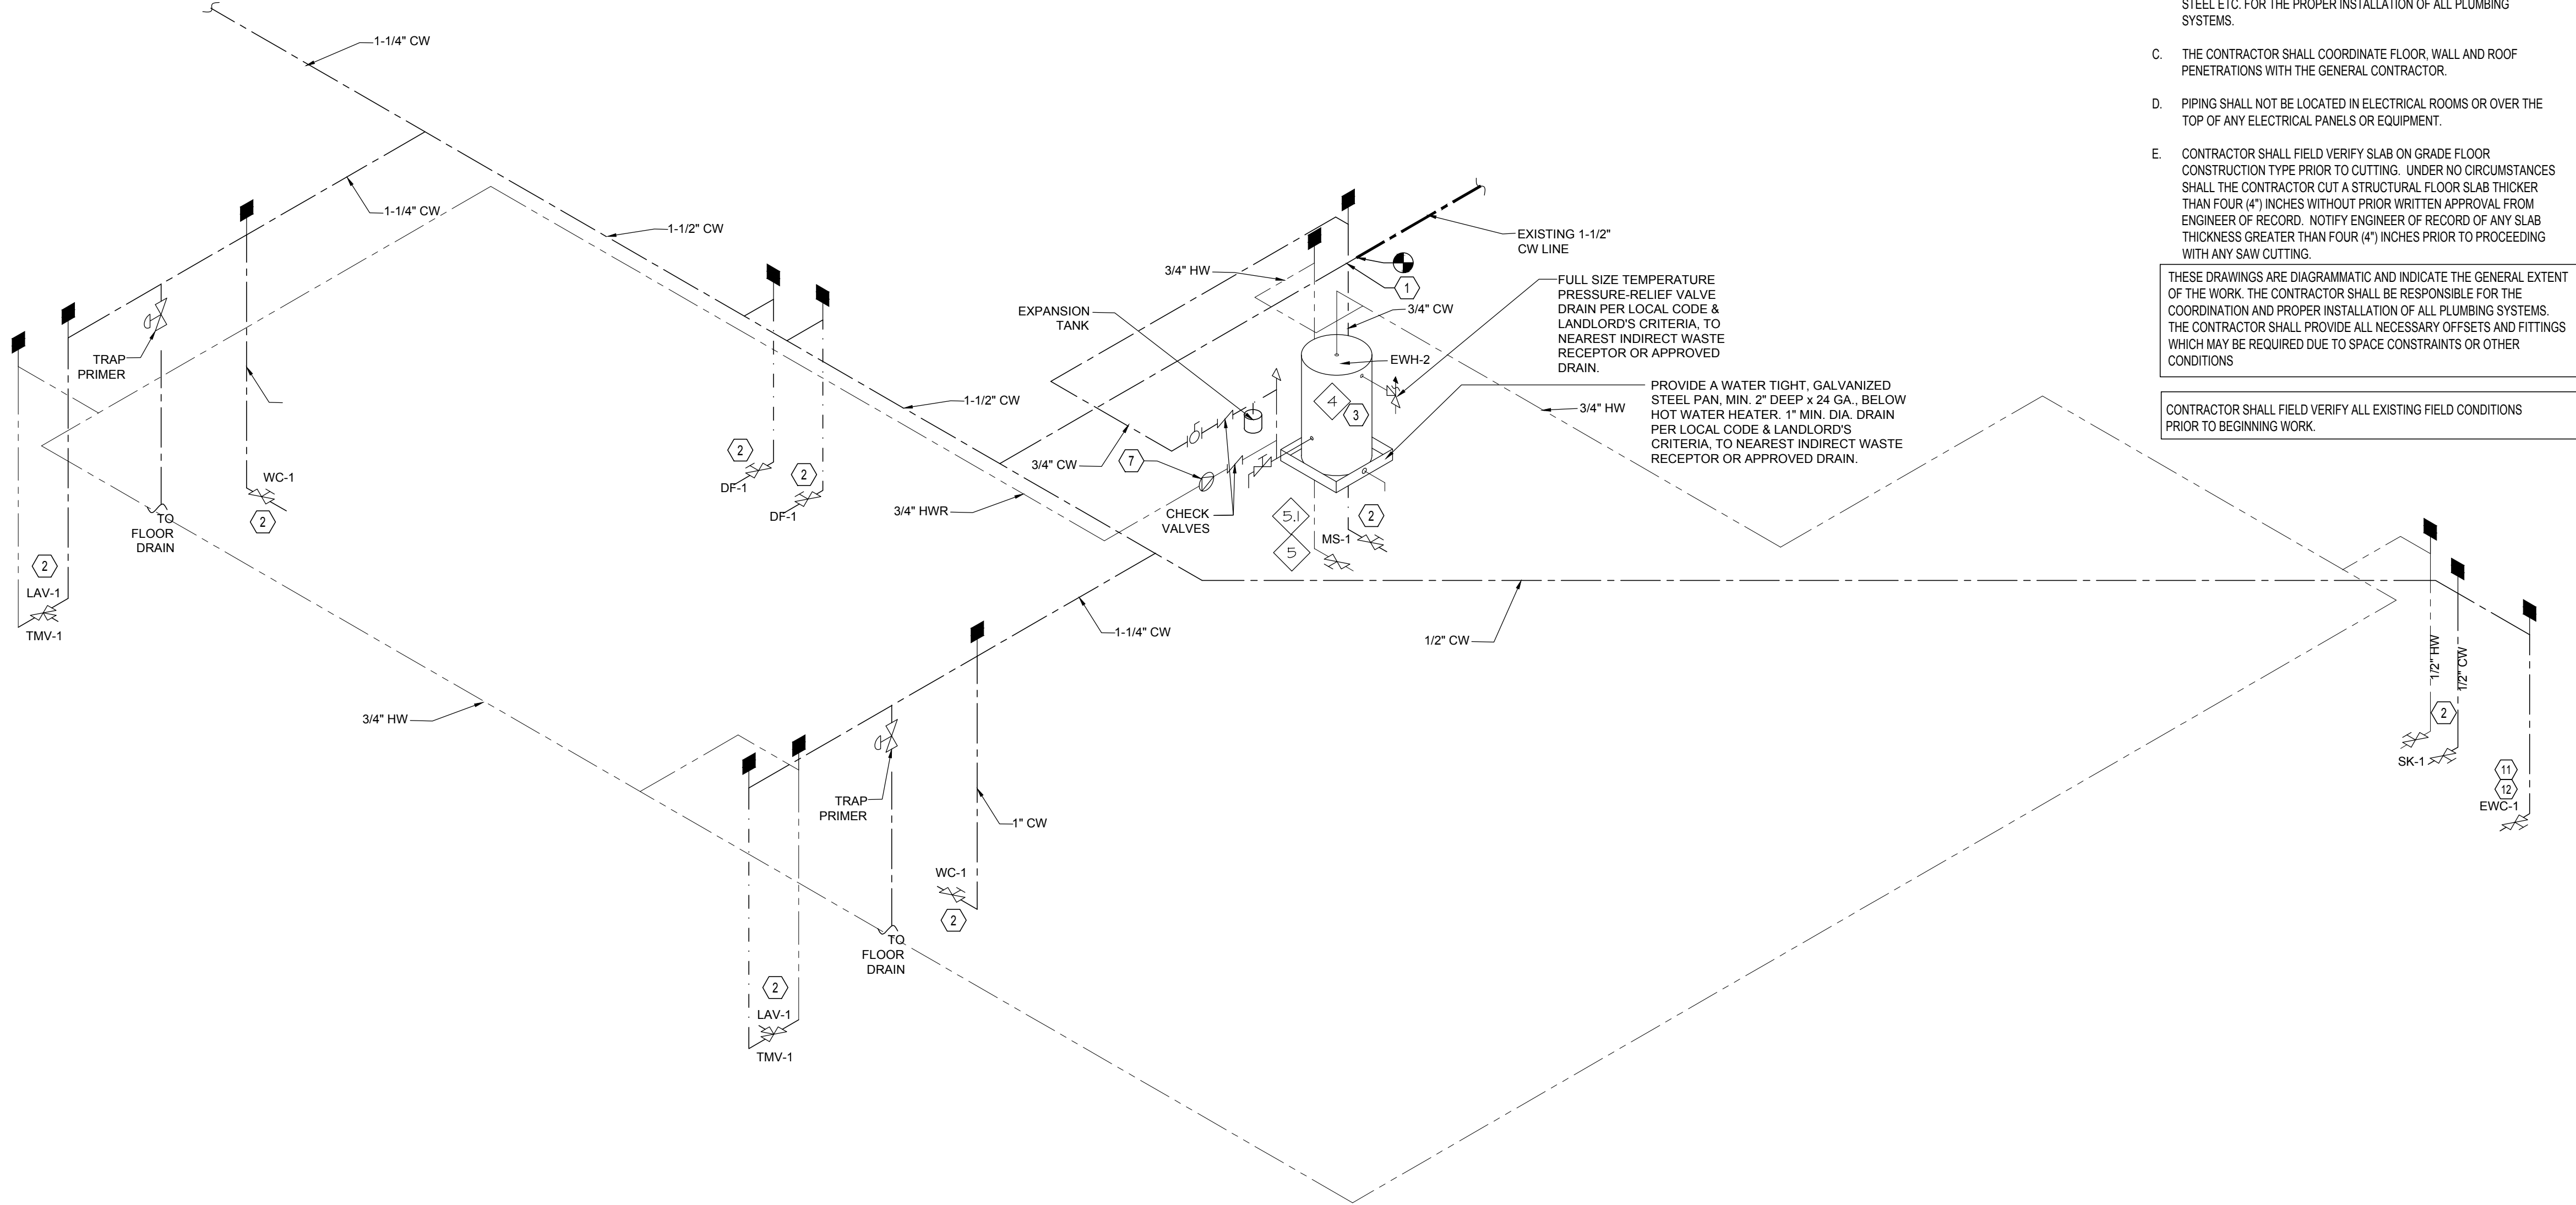 1-1/4" CW
1-1/4" CW
1-1/2" CW
TRAP
PRIMER
WC-1
2
TO
FLOOR
DRAIN
2
LAV-1
TMV-1
2
DF-1
2
DF-1
1-1/2" CW
3/4" HW
EXPANSION
TANK
3/4" CW
7
3/4" HWR
CHECK
VALVES
EXISTING 1-1/2"
CW LINE
1
3/4" CW
EWH-2
4
3
5.1
5
MS-1
2
FULL SIZE TEMPERATURE
PRESSURE-RELIEF VALVE
DRAIN PER LOCAL CODE &
LANDLORD'S CRITERIA, TO
NEAREST INDIRECT WASTE
RECEPTOR OR APPROVED
DRAIN.
PROVIDE A WATER TIGHT, GALVANIZED
STEEL PAN, MIN. 2" DEEP x 24 GA., BELOW
HOT WATER HEATER. 1" MIN. DIA. DRAIN
PER LOCAL CODE & LANDLORD'S
CRITERIA, TO NEAREST INDIRECT WASTE
RECEPTOR OR APPROVED DRAIN.
3/4" HW
1-1/4" CW
1/2" CW
3/4" HW
TRAP
PRIMER
1" CW
WC-1
2
TO
FLOOR
DRAIN
2
LAV-1
TMV-1
1/2" HW
1/2" CW
2
SK-1
11
12
EWC-1
STEEL ETC. FOR THE PROPER INSTALLATION OF ALL PLUMBING
SYSTEMS.
C. THE CONTRACTOR SHALL COORDINATE FLOOR, WALL AND ROOF
PENETRATIONS WITH THE GENERAL CONTRACTOR.
D. PIPING SHALL NOT BE LOCATED IN ELECTRICAL ROOMS OR OVER THE
TOP OF ANY ELECTRICAL PANELS OR EQUIPMENT.
E. CONTRACTOR SHALL FIELD VERIFY SLAB ON GRADE FLOOR
CONSTRUCTION TYPE PRIOR TO CUTTING. UNDER NO CIRCUMSTANCES
SHALL THE CONTRACTOR CUT A STRUCTURAL FLOOR SLAB THICKER
THAN FOUR (4") INCHES WITHOUT PRIOR WRITTEN APPROVAL FROM
ENGINEER OF RECORD. NOTIFY ENGINEER OF RECORD OF ANY SLAB
THICKNESS GREATER THAN FOUR (4") INCHES PRIOR TO PROCEEDING
WITH ANY SAW CUTTING.
THESE DRAWINGS ARE DIAGRAMMATIC AND INDICATE THE GENERAL EXTENT
OF THE WORK. THE CONTRACTOR SHALL BE RESPONSIBLE FOR THE
COORDINATION AND PROPER INSTALLATION OF ALL PLUMBING SYSTEMS.
THE CONTRACTOR SHALL PROVIDE ALL NECESSARY OFFSETS AND FITTINGS
WHICH MAY BE REQUIRED DUE TO SPACE CONSTRAINTS OR OTHER
CONDITIONS
CONTRACTOR SHALL FIELD VERIFY ALL EXISTING FIELD CONDITIONS
PRIOR TO BEGINNING WORK.